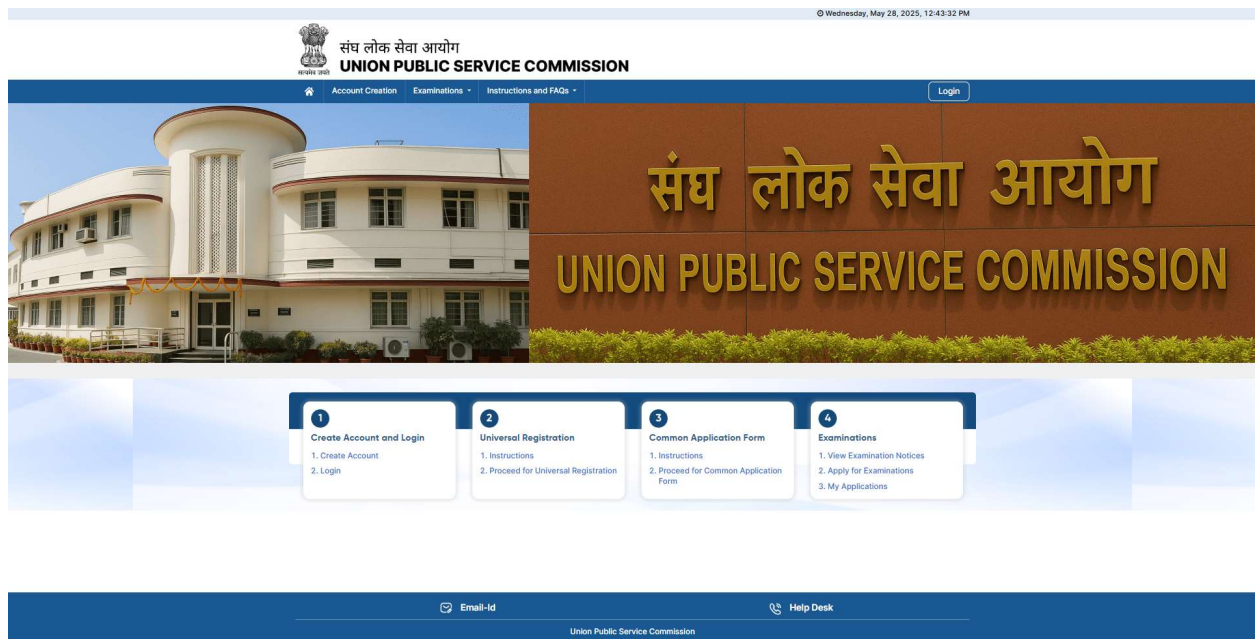 Wednesday, May 28, 2025, 12:43:32 PM
संघ लोक सेवा आयोग
UNION PUBLIC SERVICE COMMISSION
सत्यमेव जयते
Account Creation Examinations Instructions and FAQs Login
संघ लोक सेवा आयोग
UNION PUBLIC SERVICE COMMISSION
1
Create Account and Login
1. Create Account
2. Login
2
Universal Registration
1. Instructions
2. Proceed for Universal Registration
3
Common Application Form
1. Instructions
2. Proceed for Common Application
Form
4
Examinations
1. View Examination Notices
2. Apply for Examinations
3. My Applications
Email-Id Help Desk
Union Public Service Commission